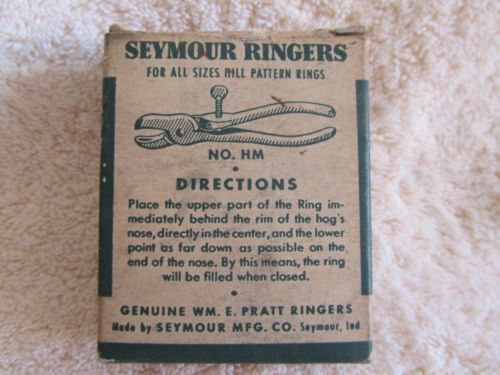 SEYMOUR RINGERS
FOR ALL SIZES HILL PATTERN RINGS
NO. HM
DIRECTIONS
Place the upper part of the Ring im-
mediately behind the rim of the hog's
nose, directly in the center, and the lower
point as far down as possible on the
end of the nose. By this means, the ring
will be filled when closed.
GENUINE WM. E. PRATT RINGERS
Made by SEYMOUR MFG. CO. Seymour, Ind.